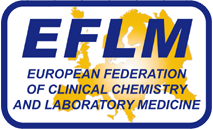 EFLM
EUROPEAN FEDERATION
OF CLINICAL CHEMISTRY
AND LABORATORY MEDICINE